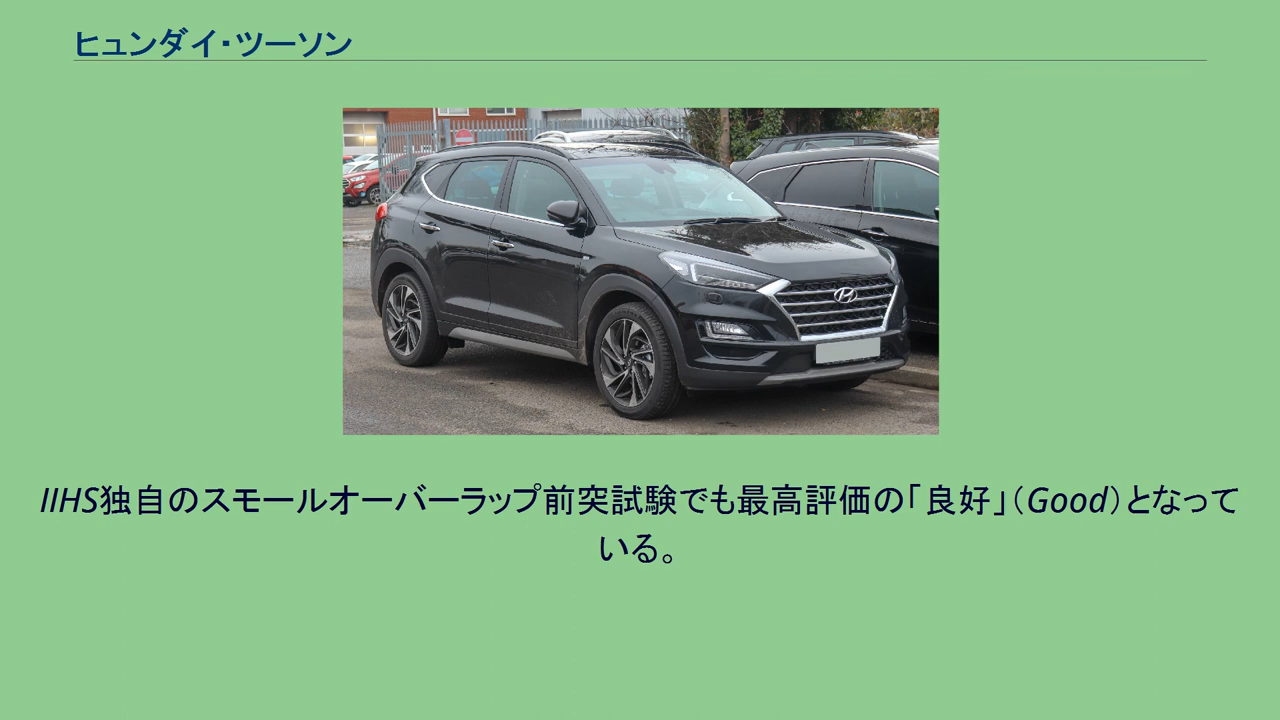 ヒュンダイ・ツーソン
IIHS独自のスモールオーバーラップ前突試験でも最高評価の「良好」（Good）となって
いる。